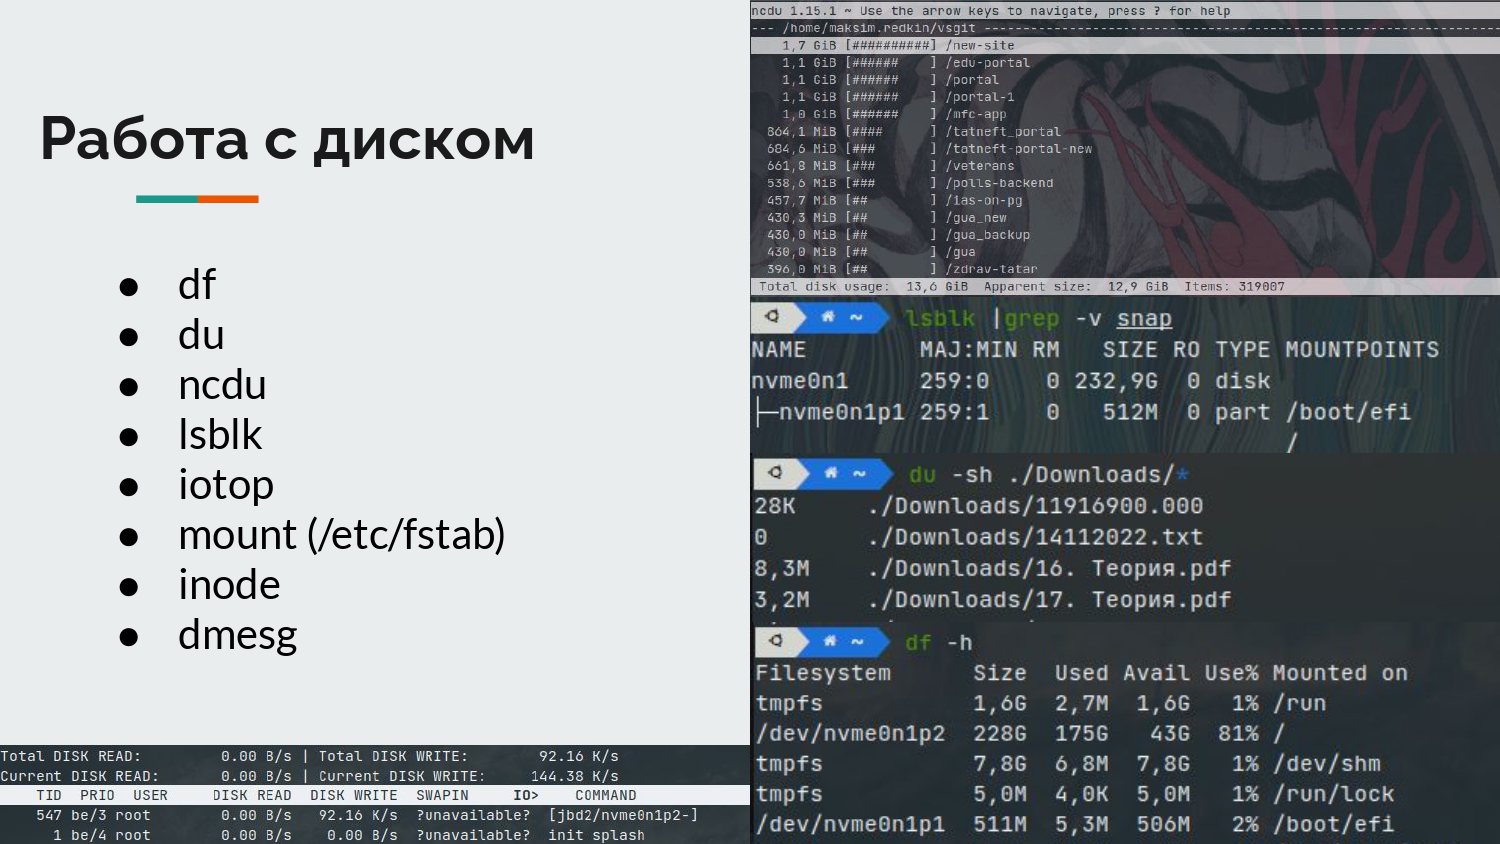 Работа с диском
● df
● du
● ncdu
● lsblk
● iotop
● mount (/etc/fstab)
● inode
● dmesg
Total DISK READ: 0.00 B/s | Total DISK WRITE: 92.16 K/s
Current DISK READ: 0.00 B/s | Current DISK WRITE: 144.38 K/s
TID PRIO USER DISK READ DISK WRITE SWAPIN IO> COMMAND
547 be/3 root 0.00 B/s 92.16 K/s ?unavailable? [jbd2/nvme0n1p2-]
1 be/4 root 0.00 B/s 0.00 B/s ?unavailable? init splash
ncdu 1.15.1 ~ Use the arrow keys to navigate, press ? for help
--- /home/maksim.redkin/vsgit ---
1,7 GiB [##########] /new-site
1,1 GiB [###### ] /edu-portal
1,1 GiB [###### ] /portal
1,1 GiB [###### ] /portal-1
1,0 GiB [###### ] /mfc-app
864,1 MiB [#### ] /tatneft_portal
684,6 MiB [### ] /tatneft-portal-new
661,8 MiB [### ] /veterans
538,6 MiB [### ] /polls-backend
457,7 MiB [## ] /ias-on-pg
430,3 MiB [## ] /gua_new
430,0 MiB [## ] /gua_backup
430,0 MiB [## ] /gua
396,0 MiB [## ] /zdrav-tatar
Total disk usage: 13,6 GiB Apparent size: 12,9 GiB Items: 319007
~ lsblk |grep -v snap
NAME MAJ:MIN RM SIZE RO TYPE MOUNTPOINTS
nvme0n1 259:0 0 232,9G 0 disk
├─nvme0n1p1 259:1 0 512M 0 part /boot/efi
/
~ du -sh ./Downloads/*
28K ./Downloads/11916900.000
0 ./Downloads/14112022.txt
8,3M ./Downloads/16. Теория.pdf
3,2M ./Downloads/17. Теория.pdf
~ df -h
Filesystem Size Used Avail Use% Mounted on
tmpfs 1,6G 2,7M 1,6G 1% /run
/dev/nvme0n1p2 228G 175G 43G 81% /
tmpfs 7,8G 6,8M 7,8G 1% /dev/shm
tmpfs 5,0M 4,0K 5,0M 1% /run/lock
/dev/nvme0n1p1 511M 5,3M 506M 2% /boot/efi